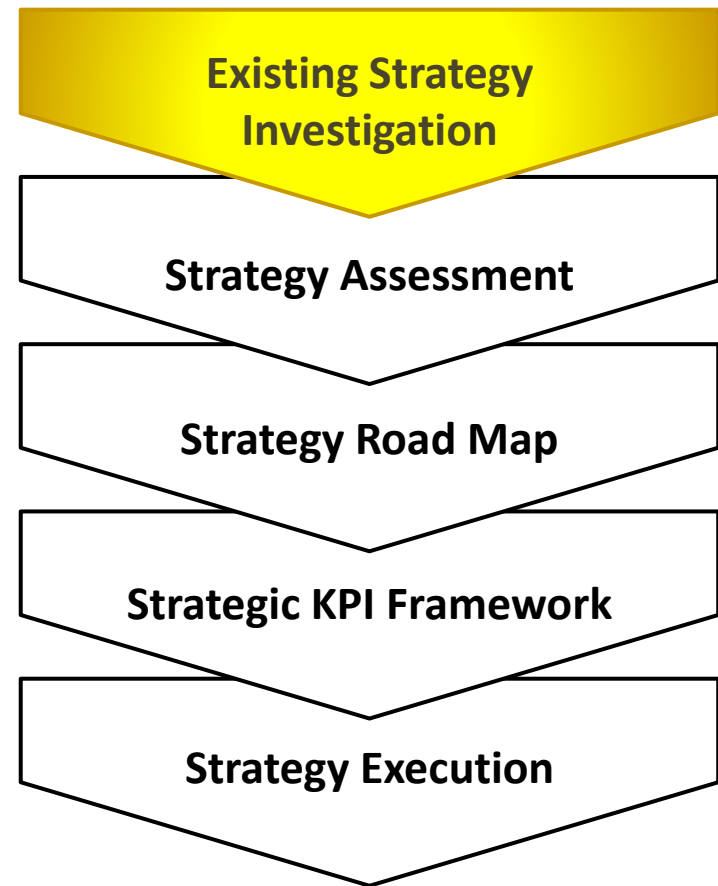 Existing Strategy
Investigation
Strategy Assessment
Strategy Road Map
Strategic KPI Framework
Strategy Execution